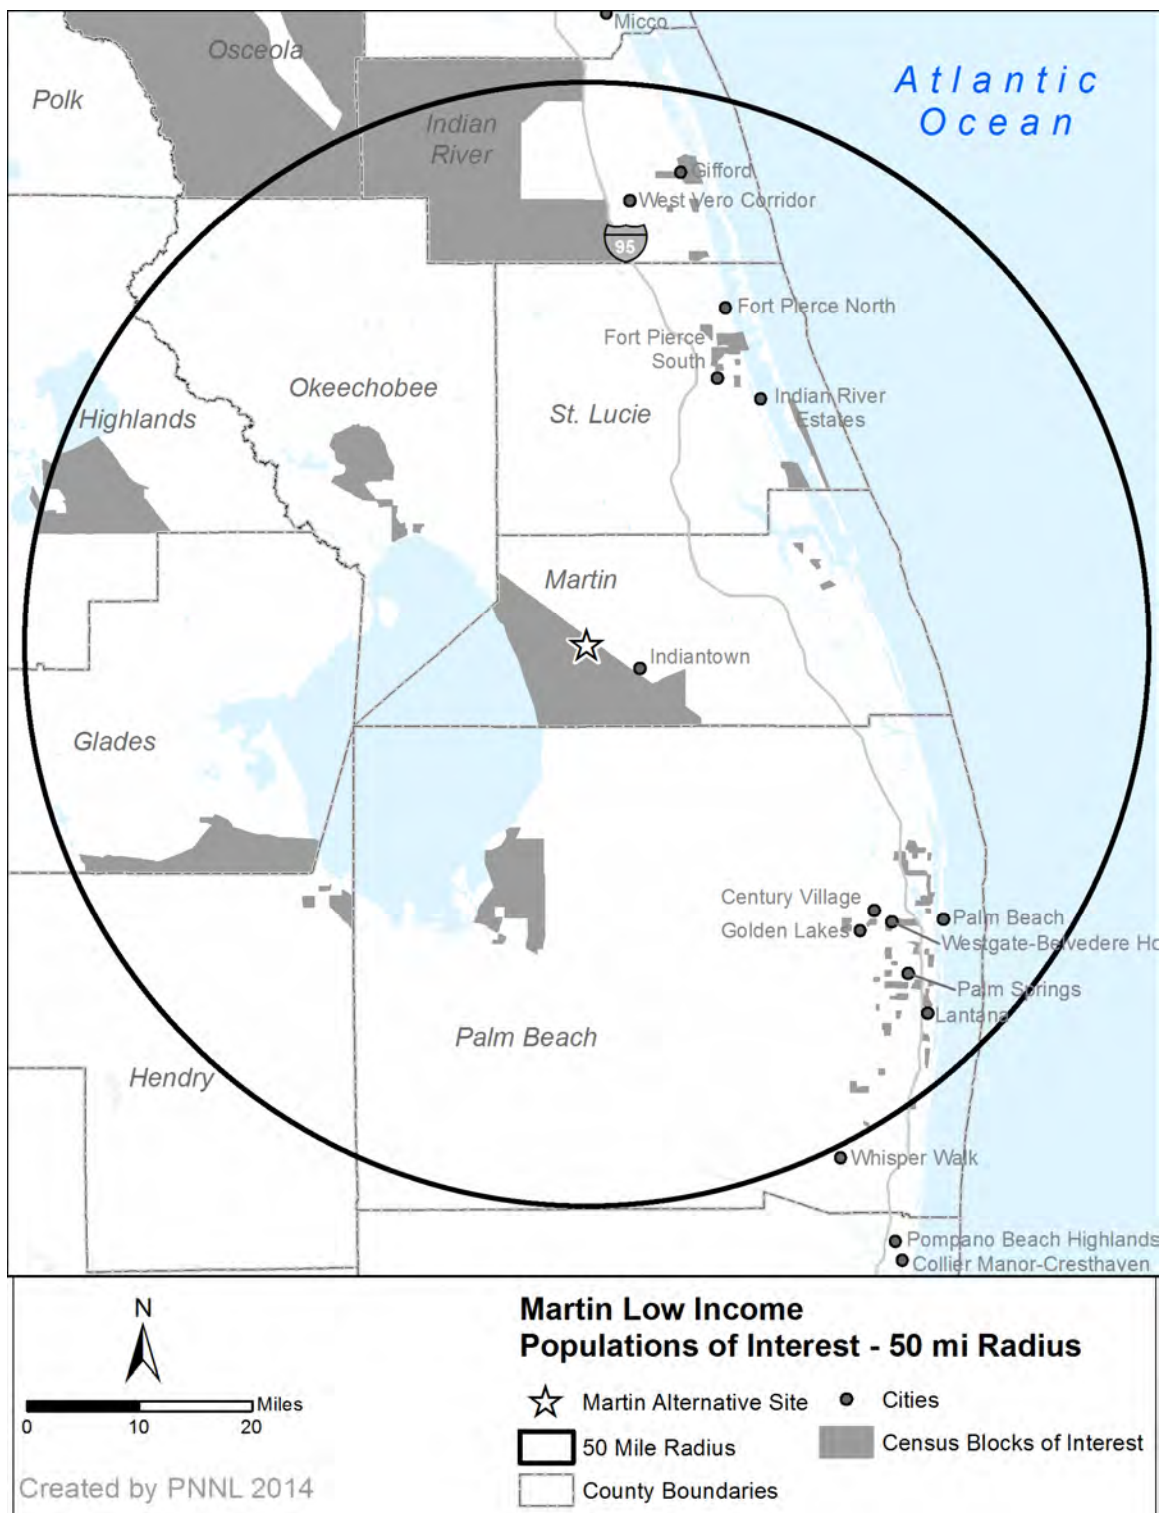 Micco
Osceola
Polk
Atlantic
Ocean
Indian
River
Gifford
West Vero Corridor
95
Fort Pierce North
Fort Pierce
South
Okeechobee
Indian River
Estates
Highlands
St. Lucie
Martin
Indiantown
Glades
Century Village
Palm Beach
Golden Lakes
Westgate-Belvedere Ho
Palm Springs
Lantana
Palm Beach
Hendry
Whisper Walk
Pompano Beach Highlands
Collier Manor-Cresthaven
N
Miles
0 10 20
Created by PNNL 2014
Martin Low Income
Populations of Interest - 50 mi Radius
Martin Alternative Site
Cities
50 Mile Radius
Census Blocks of Interest
County Boundaries